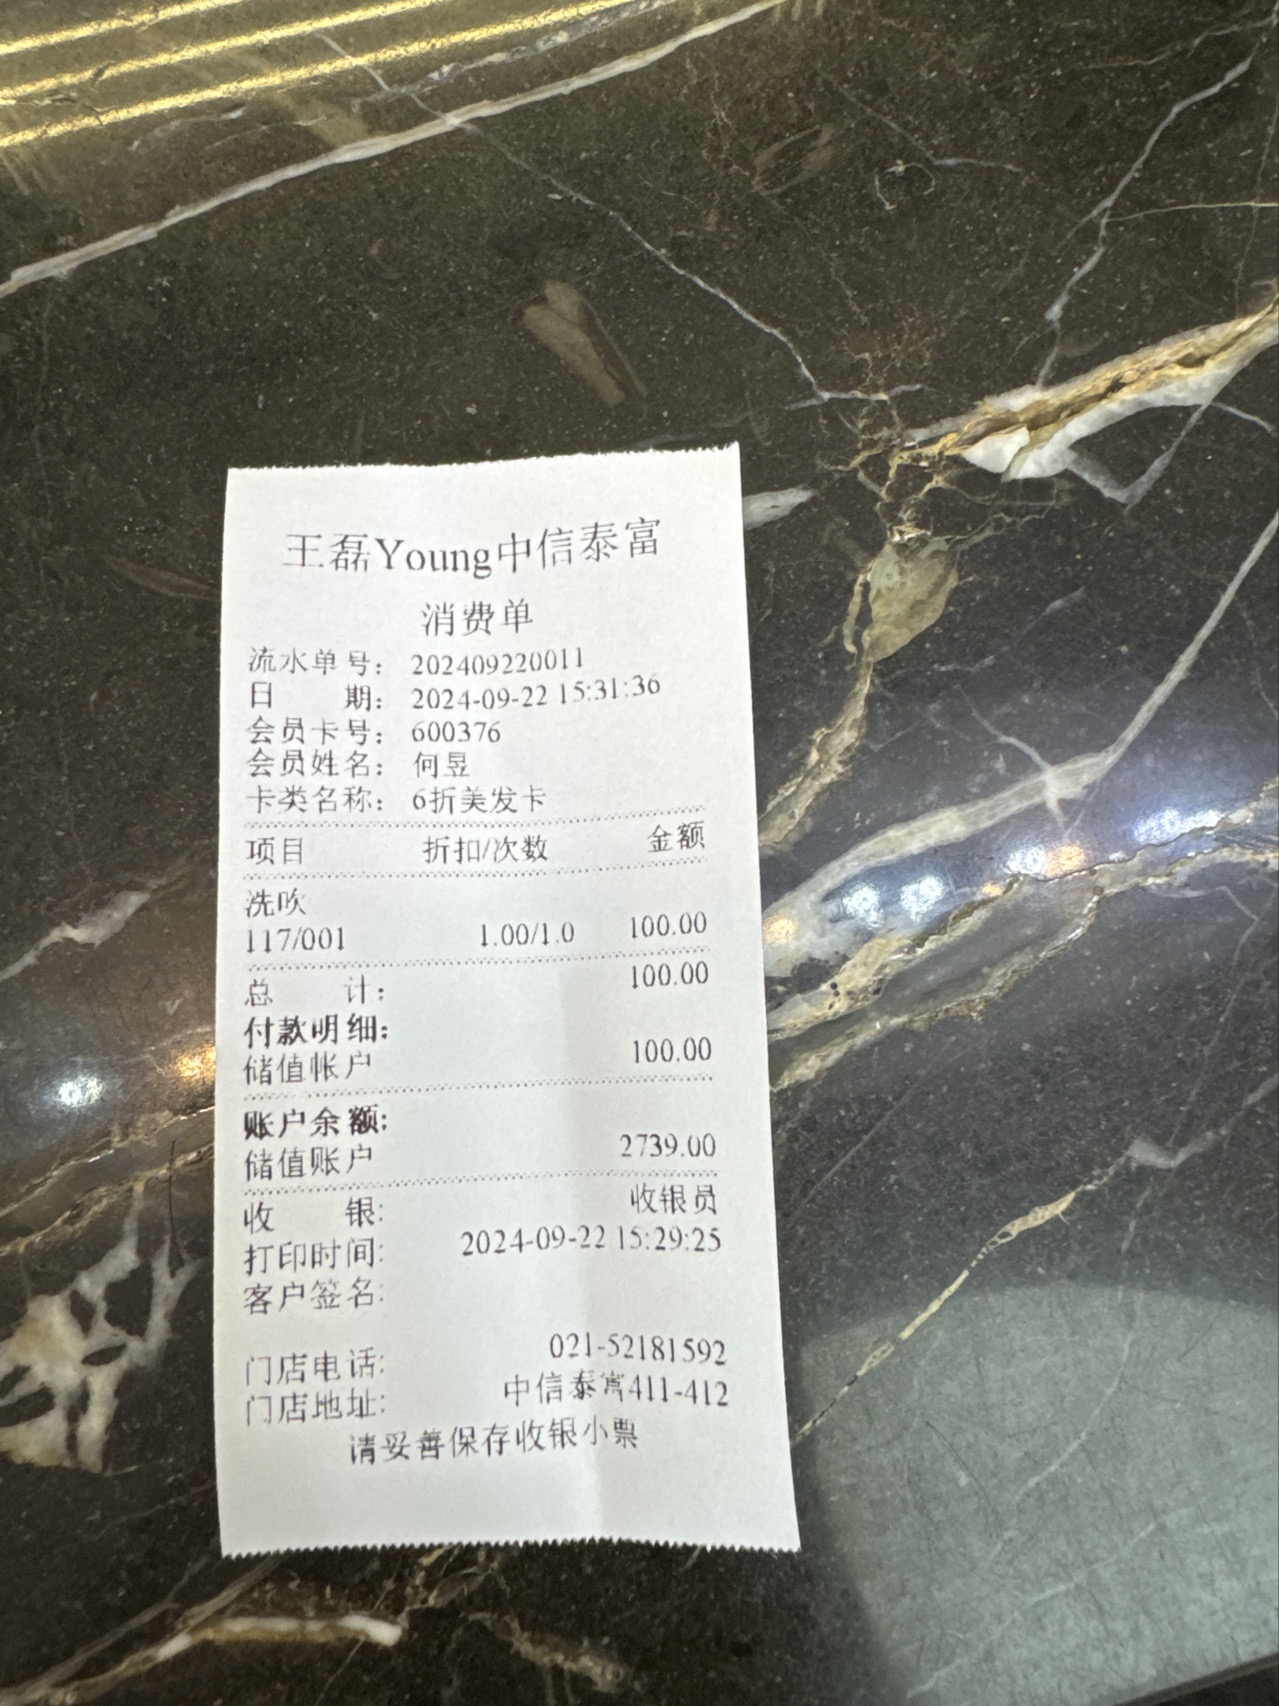 王磊Young中信泰富
消费单
流水单号： 202409220011
日 期： 2024-09-22 15:31:36
会员卡号： 600376
会员姓名： 何昱
卡类名称： 6折美发卡
项目 折扣/次数 金额
洗吹
117/001 1.00/1.0 100.00
总 计： 100.00
付款明细：
储值帐户 100.00
账户余额：
储值账户 2739.00
收 银： 收银员
打印时间： 2024-09-22 15:29:25
客户签名：
门店电话： 021-52181592
门店地址： 中信泰富411-412
请妥善保存收银小票